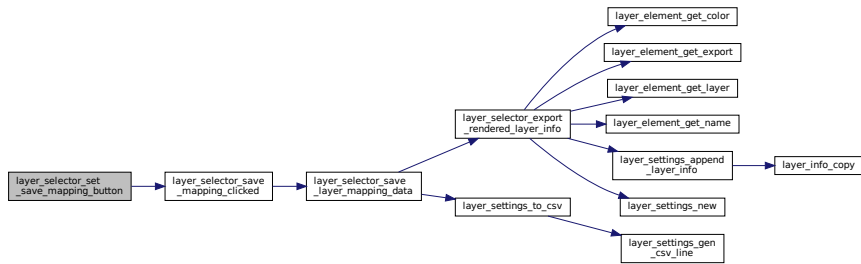 layer_selector_set
_save_mapping_button
layer_selector_save
_mapping_clicked
layer_selector_save
_layer_mapping_data
layer_selector_export
_rendered_layer_info
layer_element_get_color
layer_element_get_export
layer_element_get_layer
layer_element_get_name
layer_settings_append
_layer_info
layer_info_copy
layer_settings_new
layer_settings_to_csv
layer_settings_gen
_csv_line